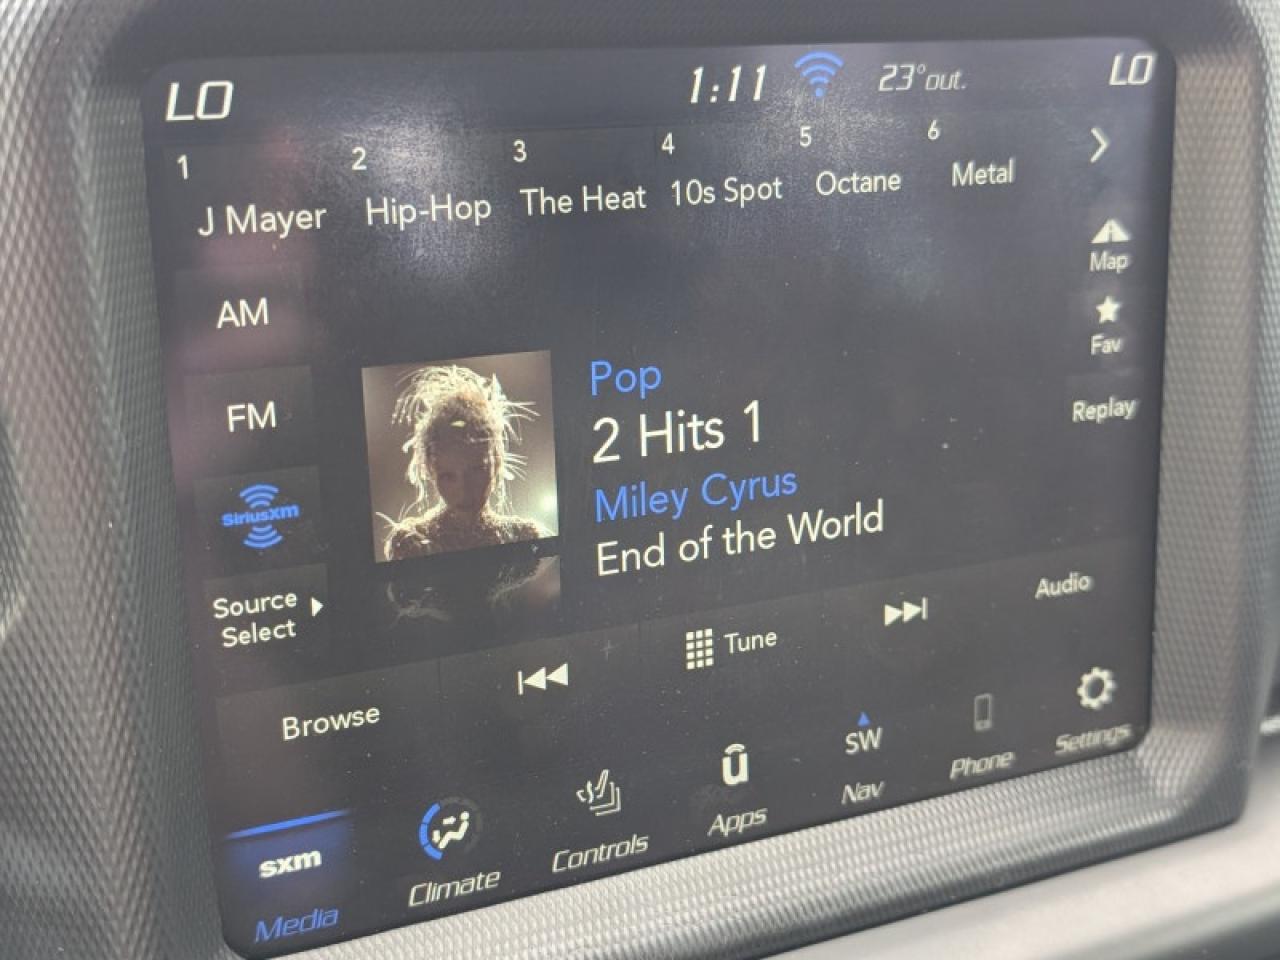 LO 1:11 23°out. LO
1 2 3 4 5 6
J Mayer Hip-Hop The Heat 10s Spot Octane Metal
Map
AM
Fav
Pop
FM
2 Hits 1
Replay
Miley Cyrus
SiriusXm
End of the World
Source
Select
Audio
Tune
Browse
SW
u
sxm
Media Climate Controls Apps Nav Phone Settings